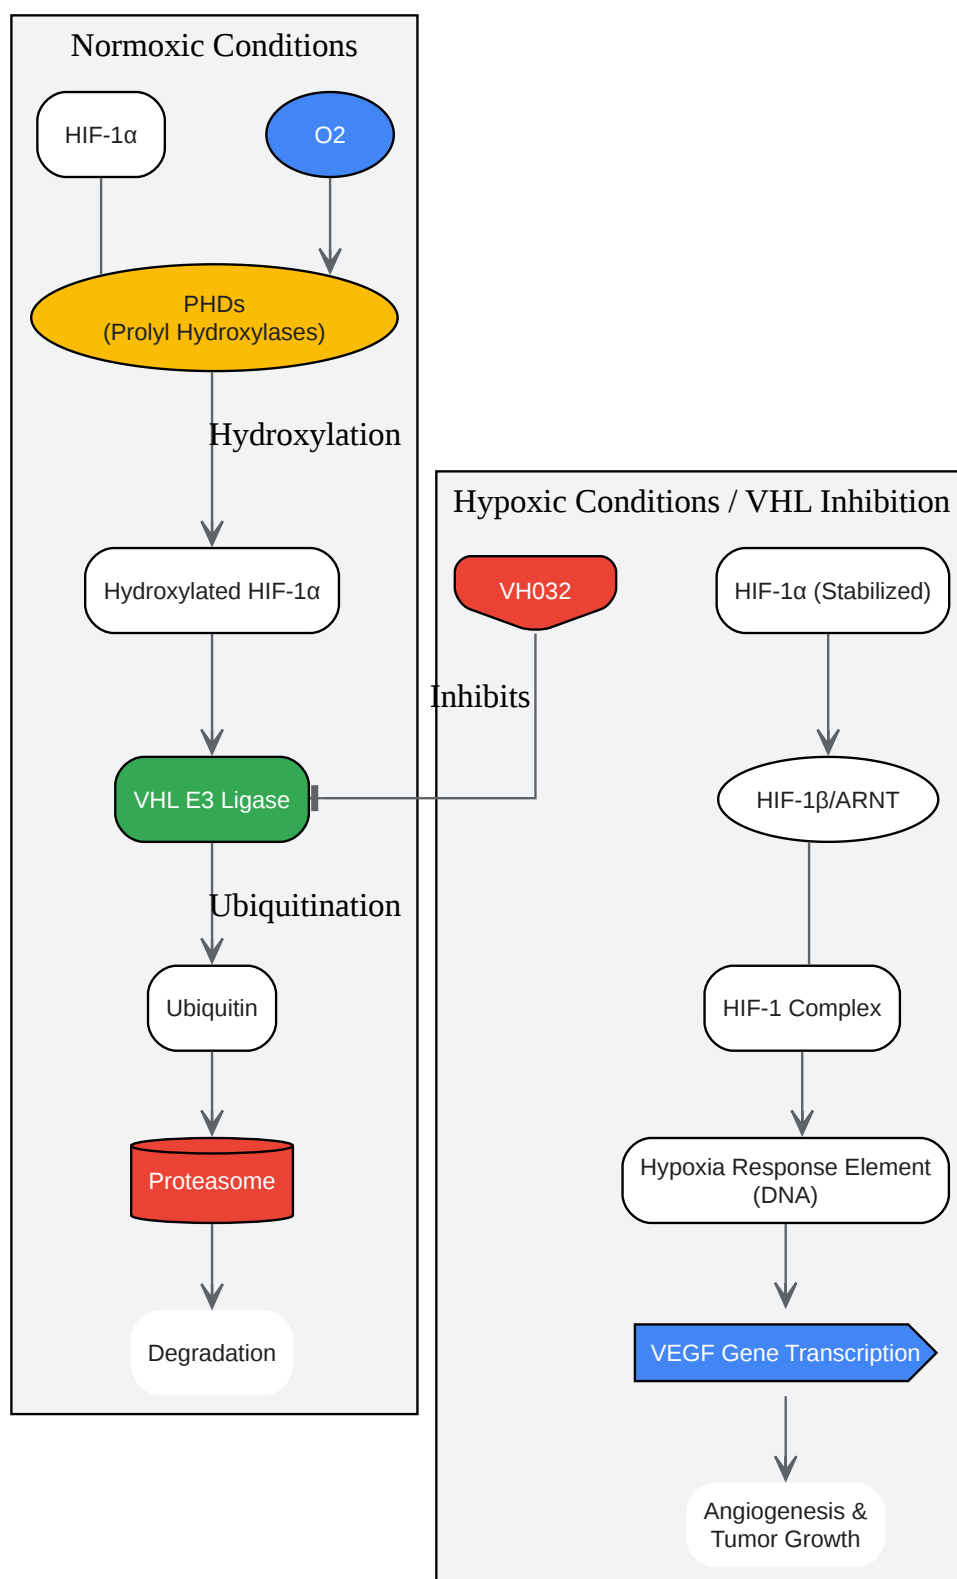 Normoxic Conditions
HIF-1α
O2
PHDs
(Prolyl Hydroxylases)
Hydroxylation
Hydroxylated HIF-1α
VHL E3 Ligase
Ubiquitination
Ubiquitin
Proteasome
Degradation
Hypoxic Conditions / VHL Inhibition
VH032
HIF-1α (Stabilized)
Inhibits
HIF-1β/ARNT
HIF-1 Complex
Hypoxia Response Element
(DNA)
VEGF Gene Transcription
Angiogenesis &
Tumor Growth